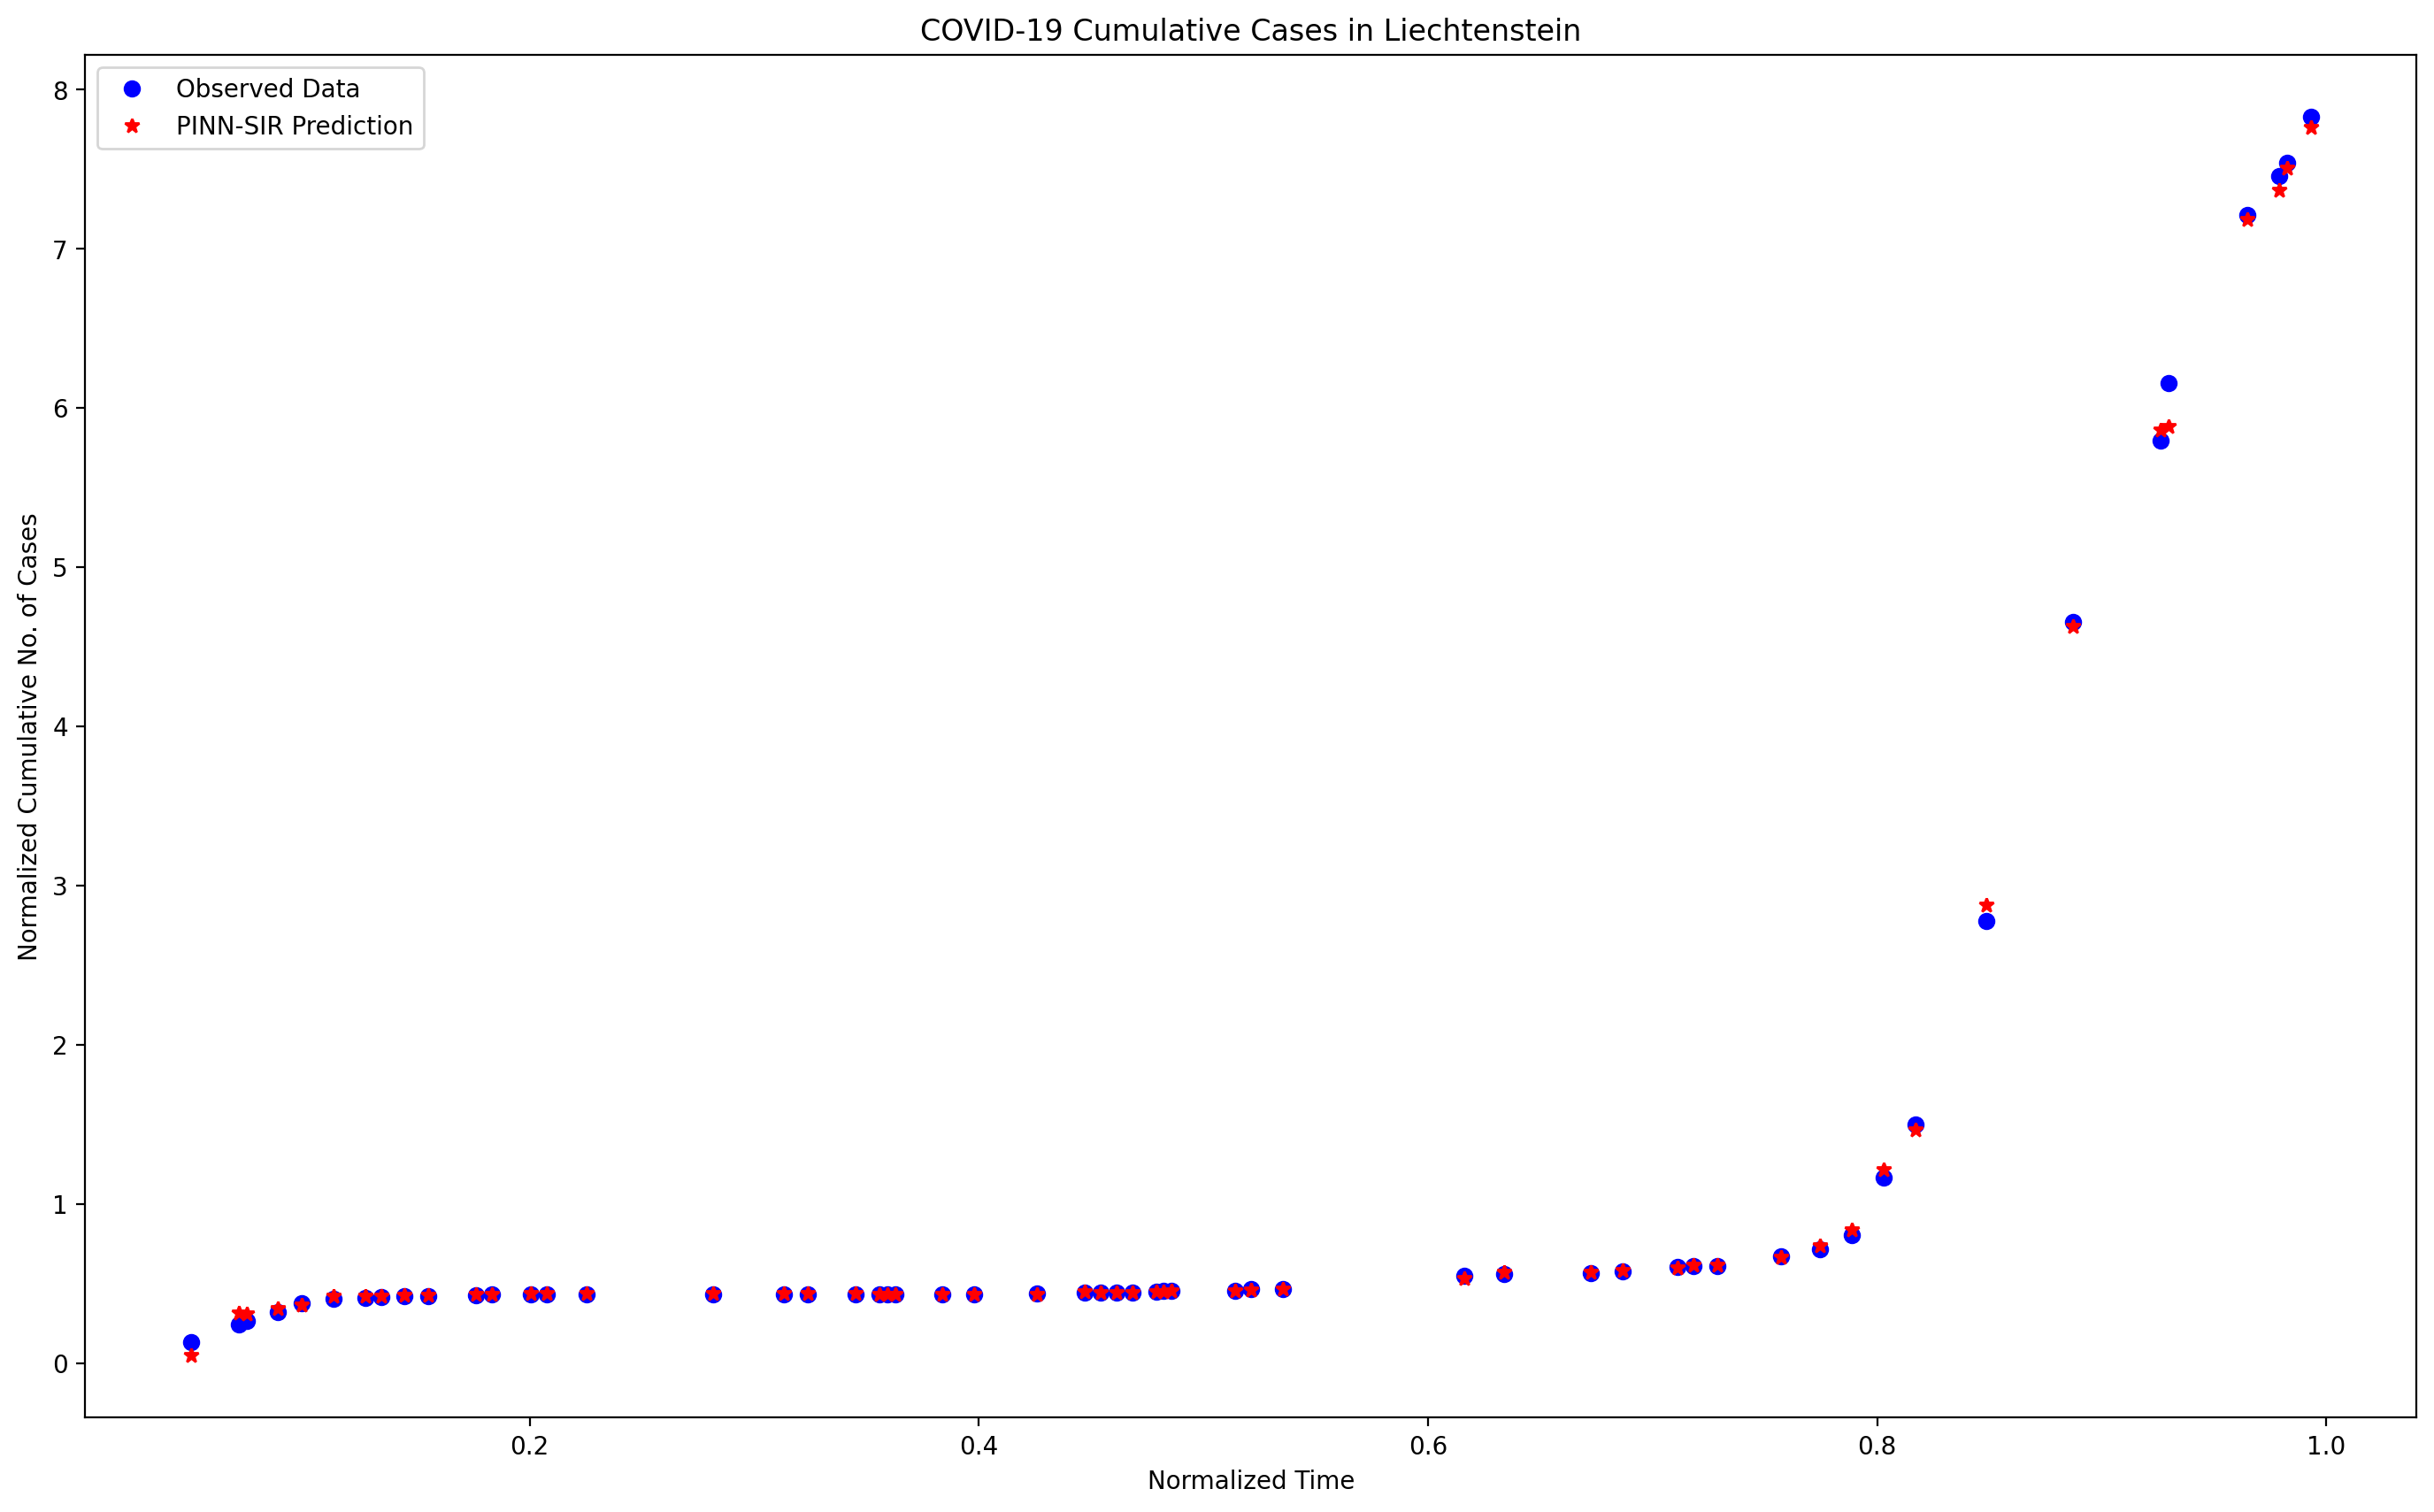 COVID-19 Cumulative Cases in Liechtenstein
Observed Data
PINN-SIR Prediction
8
7
6
5
4
3
2
1
0
Normalized Cumulative No. of Cases
0.2 0.4 0.6 0.8 1.0
Normalized Time